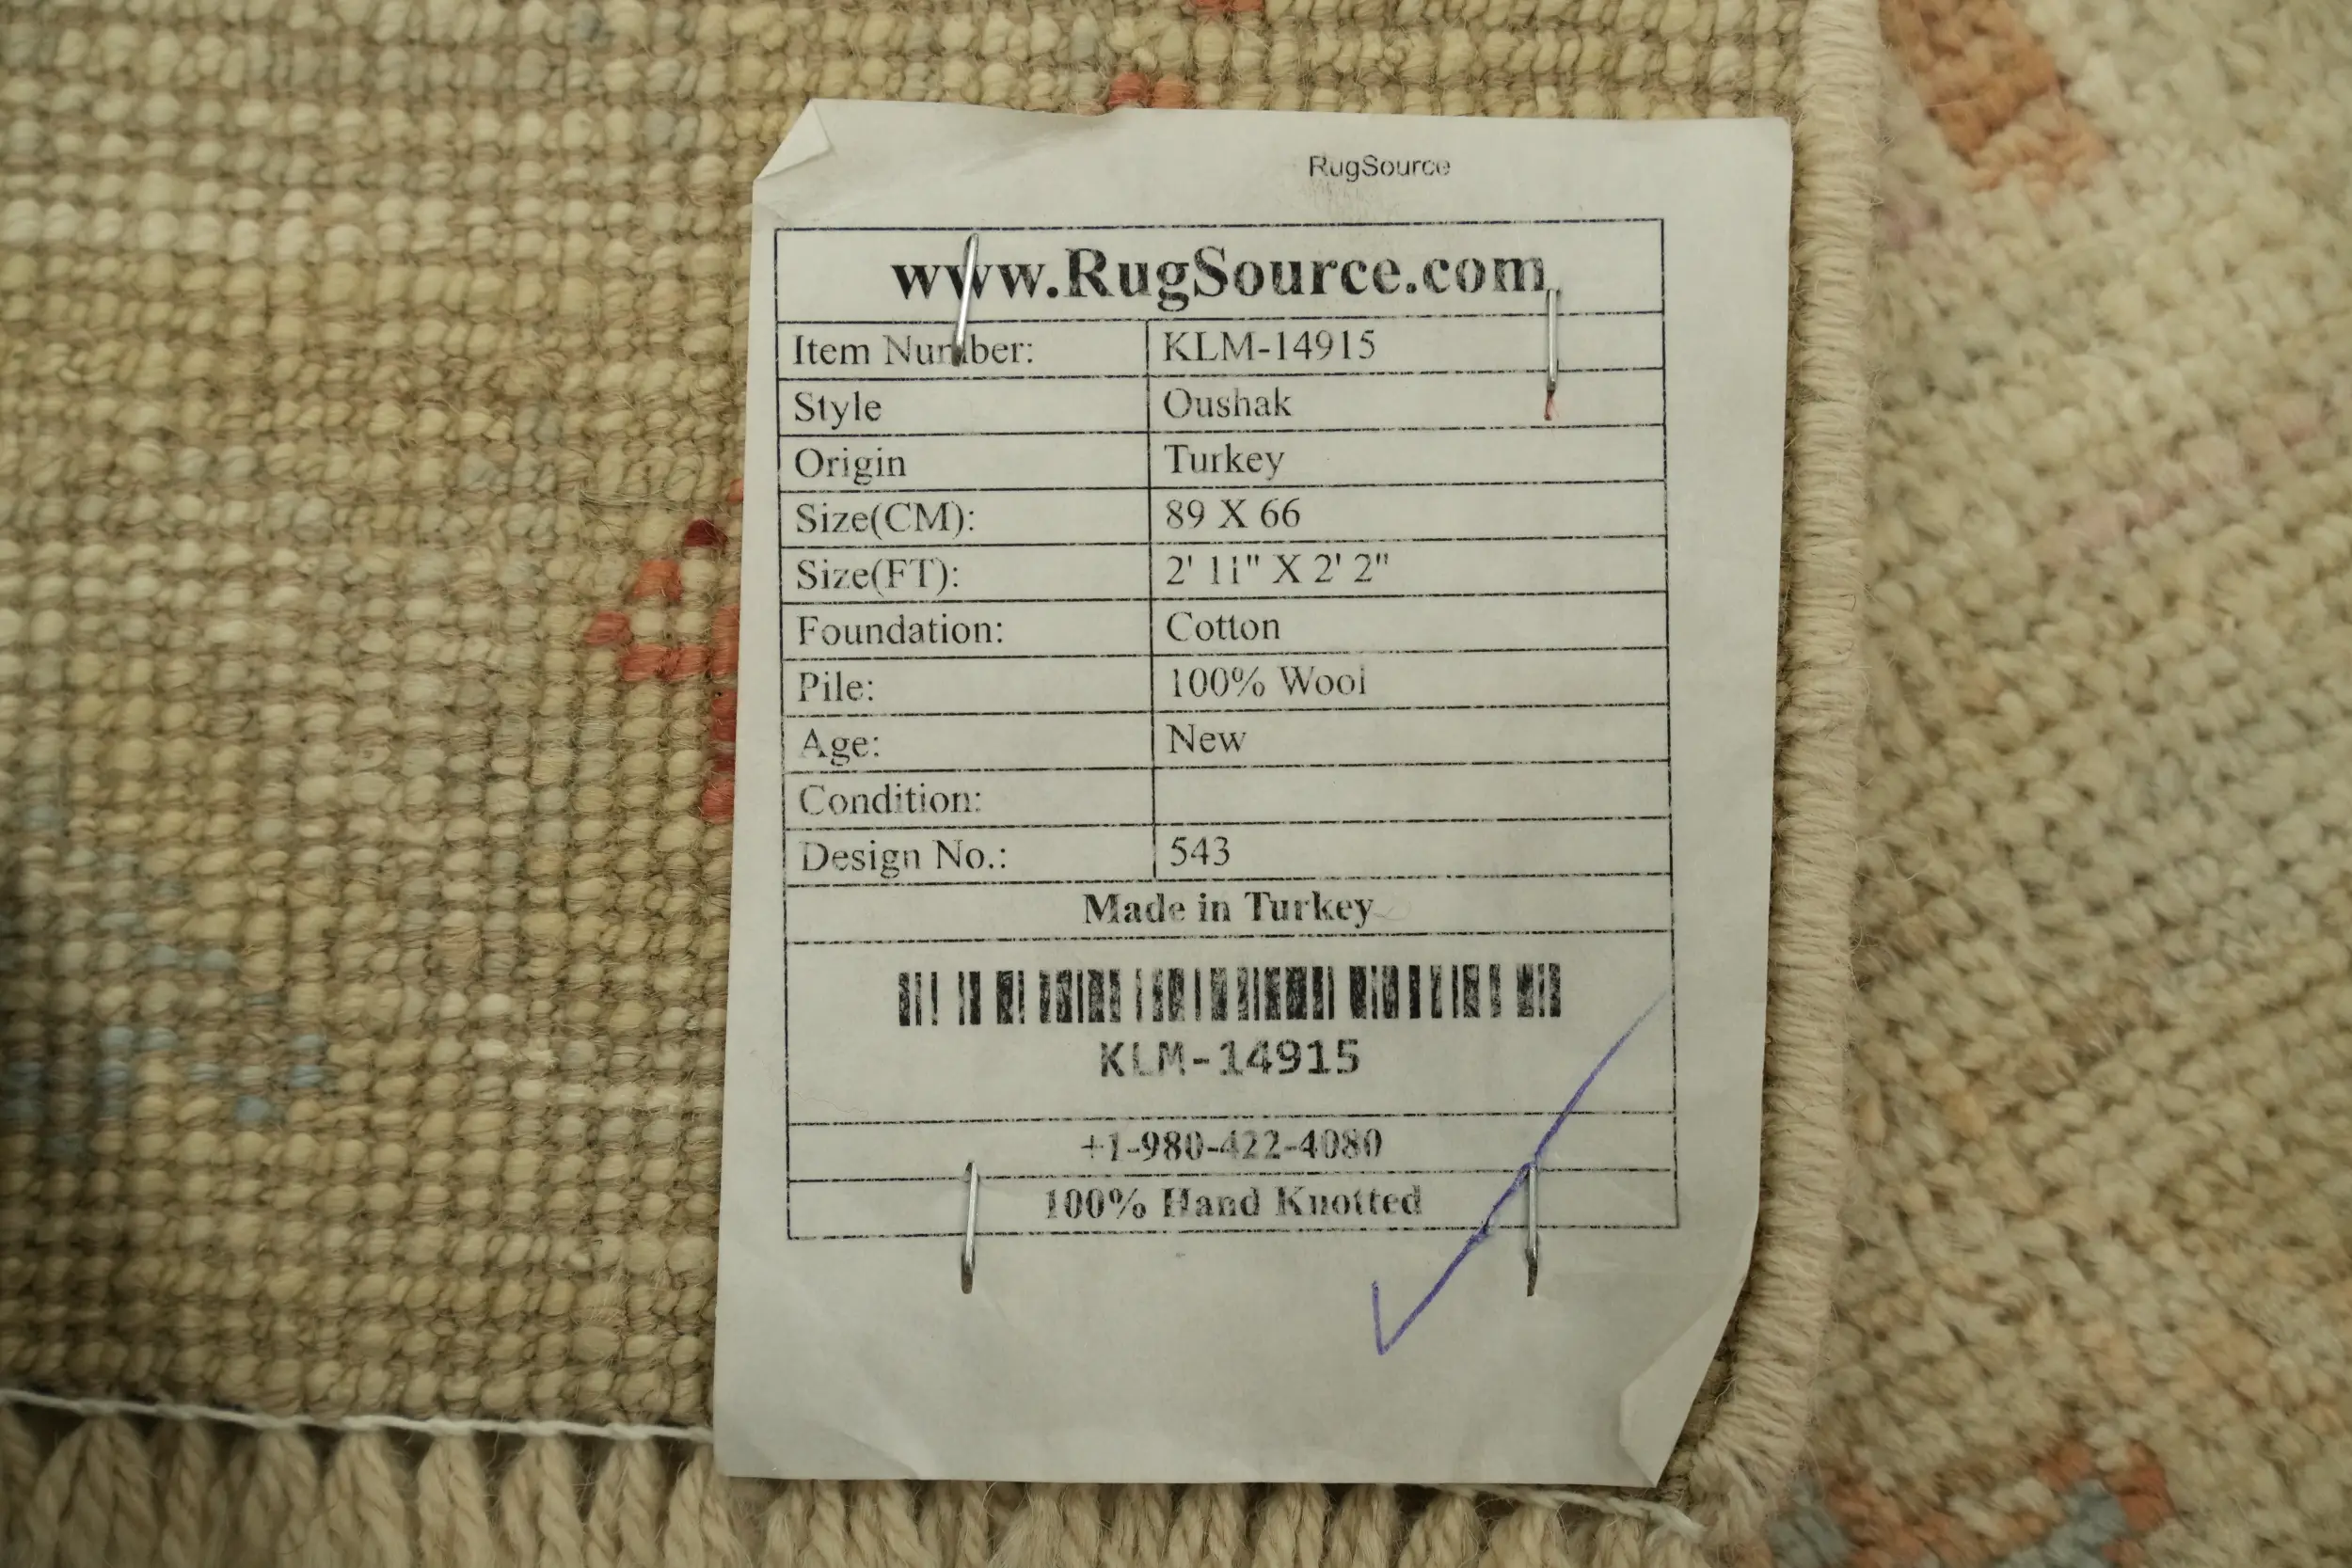 RugSource
www.RugSource.com
Item Number: KLM-14915
Style Oushak
Origin Turkey
Size(CM): 89 X 66
Size(FT): 2' 11" X 2' 2"
Foundation: Cotton
Pile: 100% Wool
Age: New
Condition:
Design No.: 543
Made in Turkey
KLM-14915
+1-980-422-4080
100% Hand Knotted